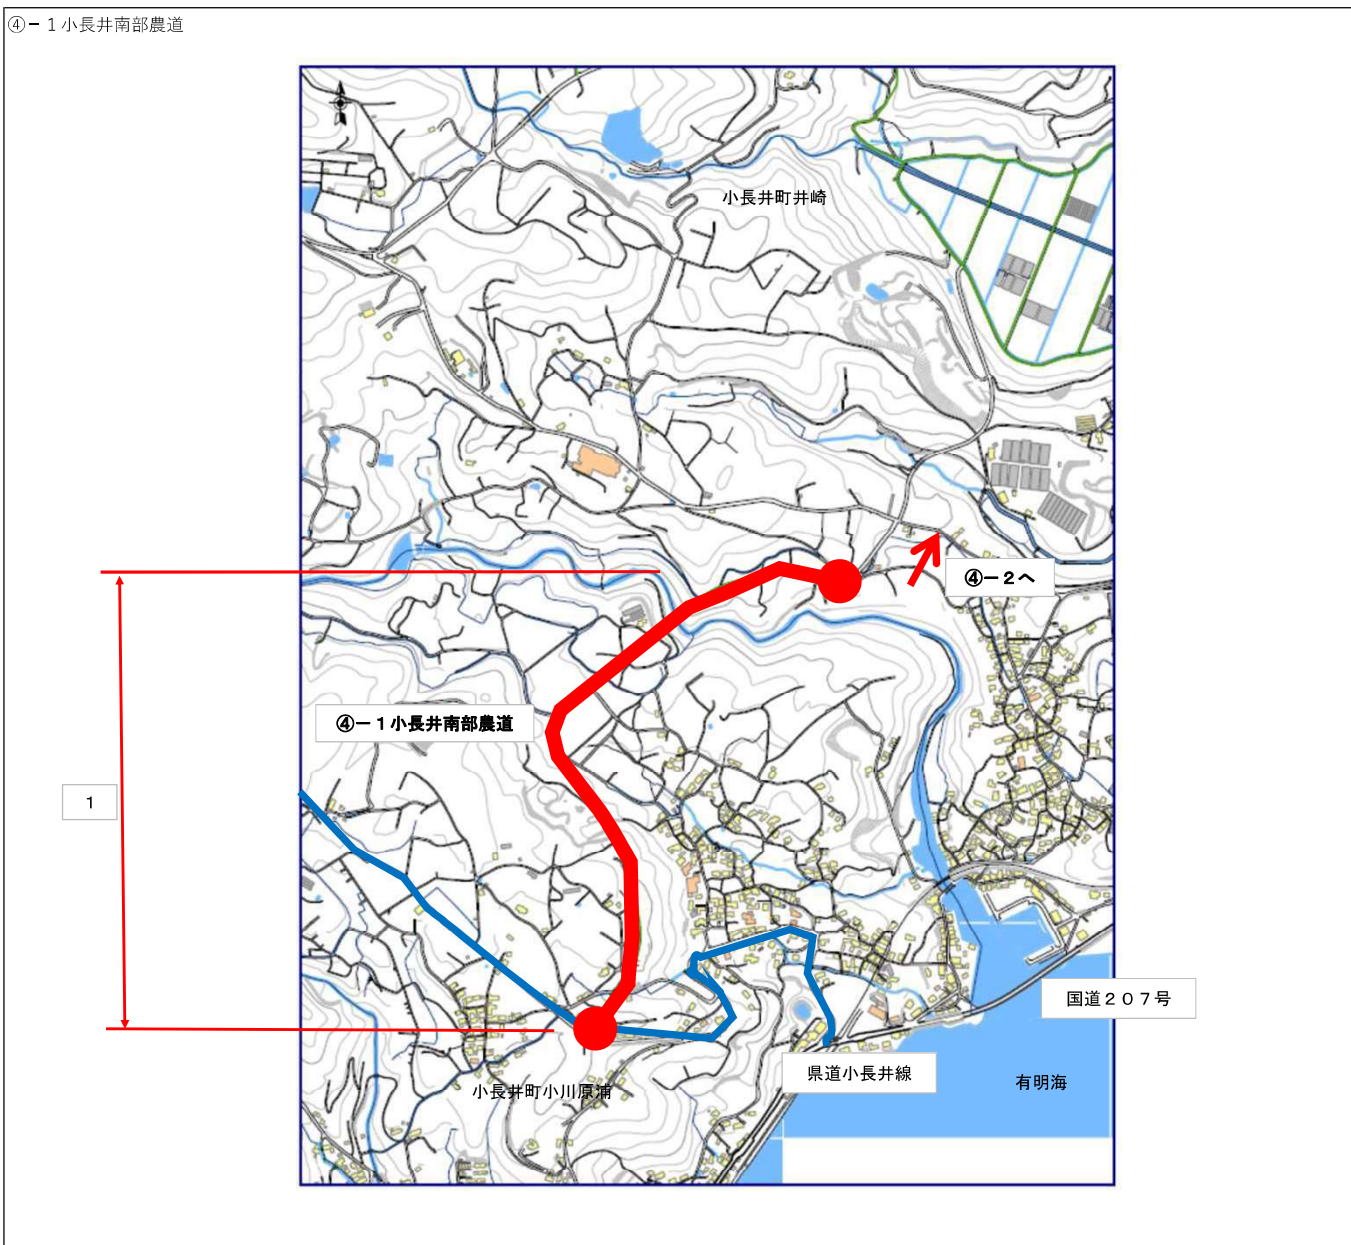 ④－１小長井南部農道
小長井町井崎
④－２へ
④－１小長井南部農道
1
国道２０７号
県道小長井線
有明海
小長井町小川原浦